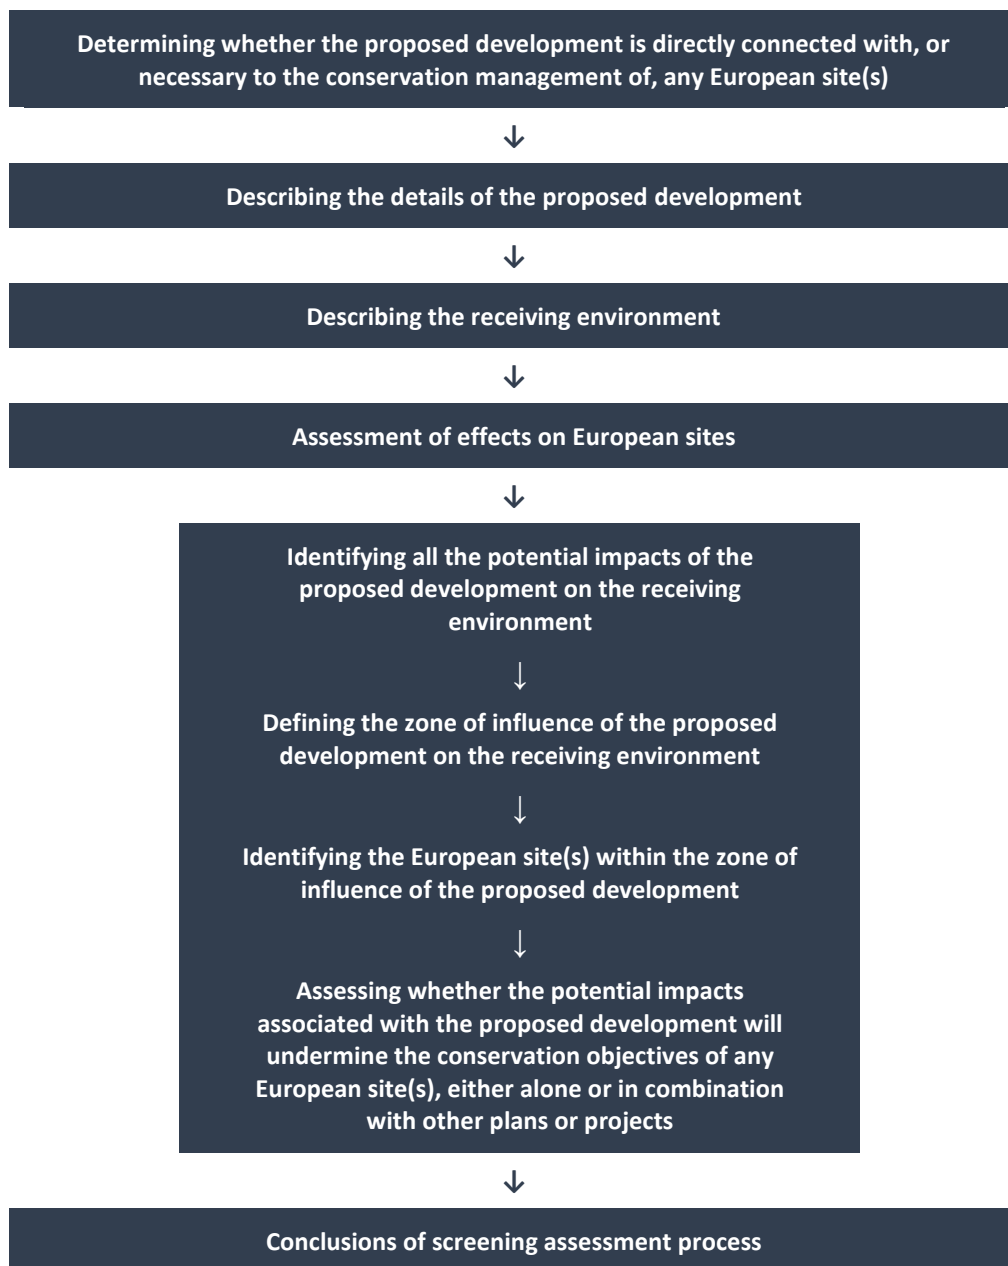 Determining whether the proposed development is directly connected with, or
necessary to the conservation management of, any European site(s)
↓
Describing the details of the proposed development
↓
Describing the receiving environment
↓
Assessment of effects on European sites
↓
Identifying all the potential impacts of the
proposed development on the receiving
environment
↓
Defining the zone of influence of the proposed
development on the receiving environment
↓
Identifying the European site(s) within the zone of
influence of the proposed development
↓
Assessing whether the potential impacts
associated with the proposed development will
undermine the conservation objectives of any
European site(s), either alone or in combination
with other plans or projects
↓
Conclusions of screening assessment process